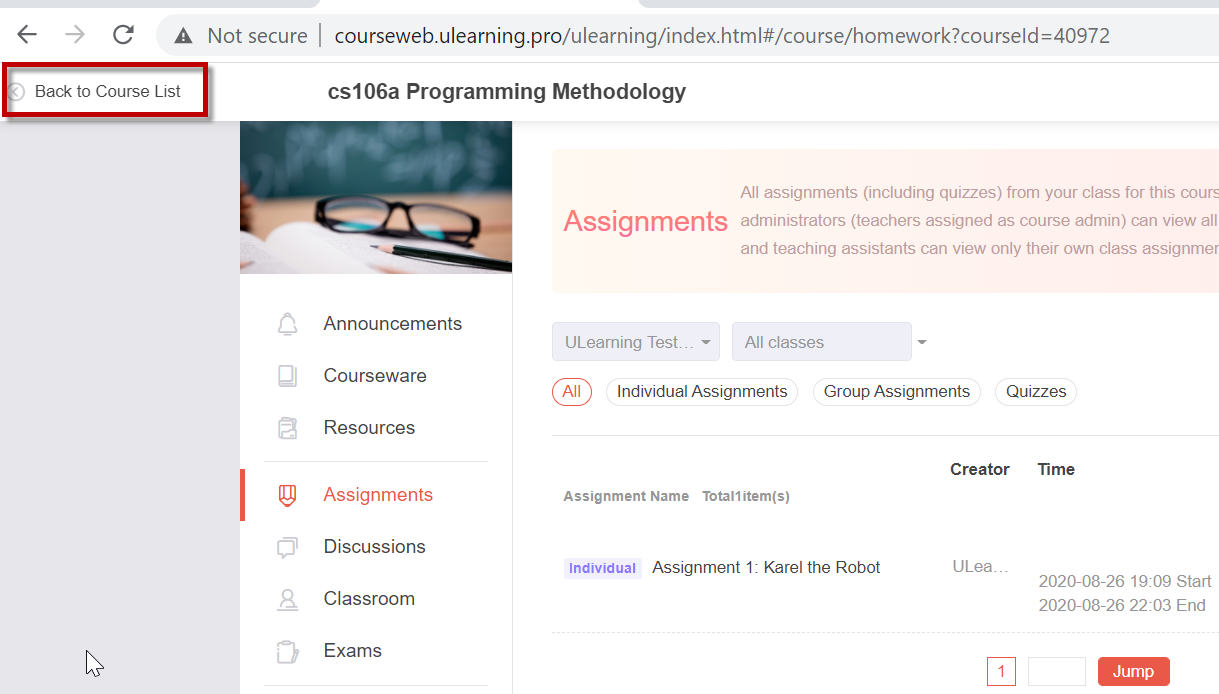 Not secure | courseweb.ulearning.pro/ulearning/index.html#/course/homework?courseId=40972
Back to Course List
cs106a Programming Methodology
Assignments
All assignments (including quizzes) from your class for this cours
administrators (teachers assigned as course admin) can view all
and teaching assistants can view only their own class assignmer
Announcements
Courseware
Resources
Assignments
Discussions
Classroom
Exams
ULearning Test...
All classes
All
Individual Assignments
Group Assignments
Quizzes
Creator
Time
Assignment Name Total1item(s)
Individual
Assignment 1: Karel the Robot
ULea...
2020-08-26 19:09 Start
2020-08-26 22:03 End
1
Jump